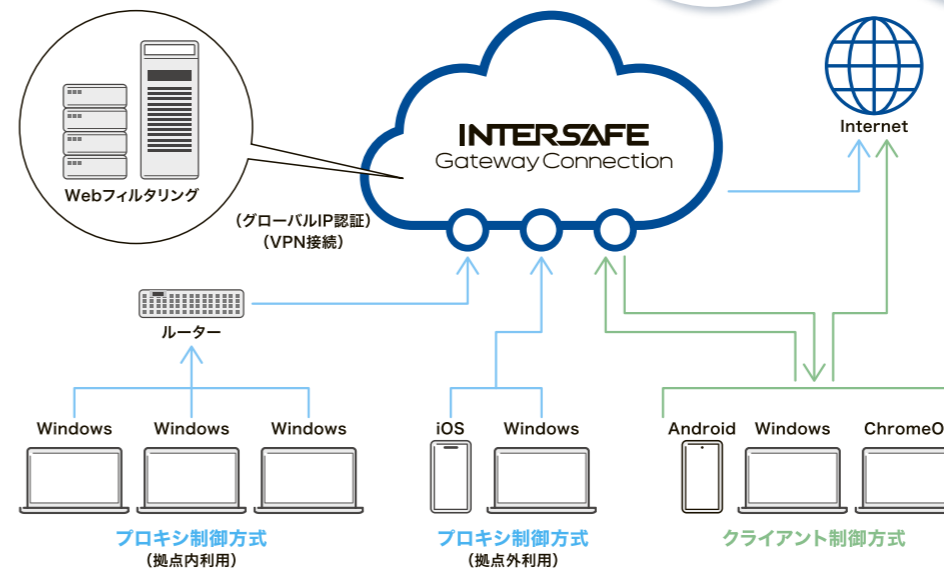 INTERSAFE
Gateway Connection
Internet
Webフィルタリング
（グローバルIP認証）
（VPN接続）
ルーター
Windows
Windows
Windows
iOS
Windows
Android
Windows
ChromeO
プロキシ制御方式
（拠点内利用）
プロキシ制御方式
（拠点外利用）
クライアント制御方式